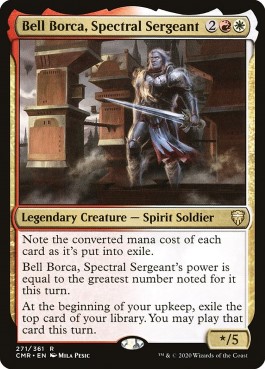 Bell Borca, Spectral Sergeant 2
Legendary Creature — Spirit Soldier
Note the converted mana cost of each
card as it's put into exile.
Bell Borca, Spectral Sergeant's power is
equal to the greatest number noted for it
this turn.
At the beginning of your upkeep, exile
the top card of your library. You may play
that card this turn.
*/5
271/361 R
CMR • EN Mila Pesic
™ & © 2020 Wizards of the Coast